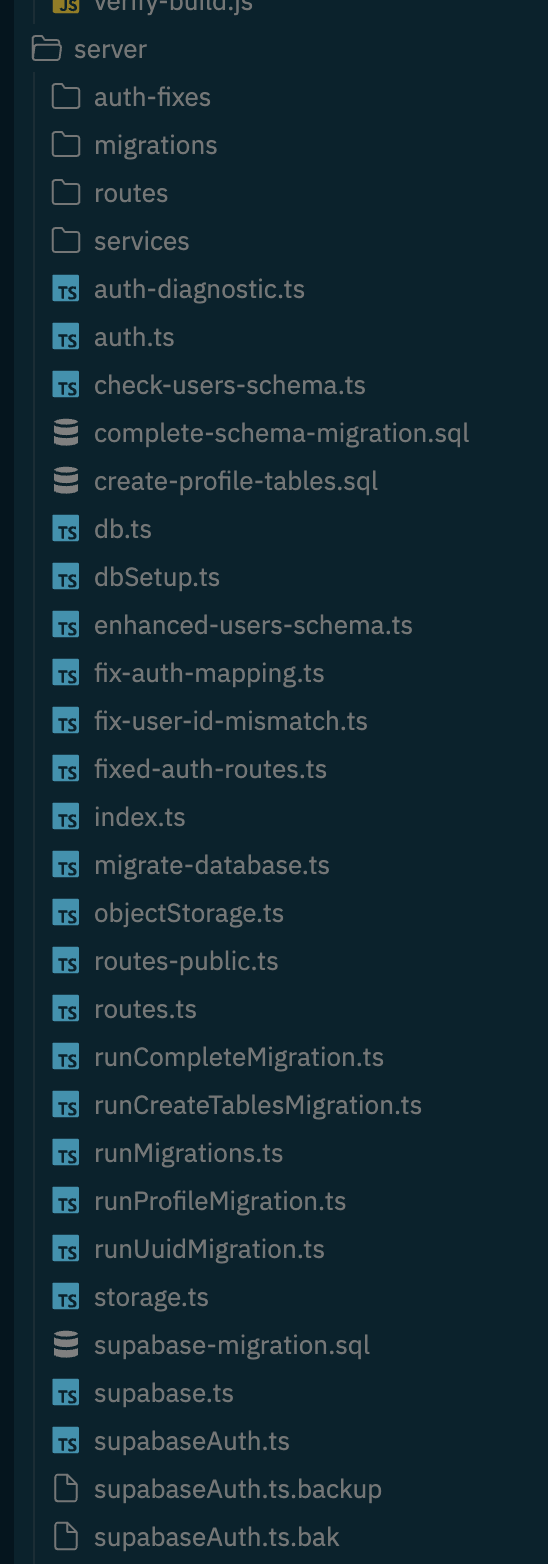 JS verify-build.js
server
auth-fixes
migrations
routes
services
TS auth-diagnostic.ts
TS auth.ts
TS check-users-schema.ts
complete-schema-migration.sql
create-profile-tables.sql
TS db.ts
TS dbSetup.ts
TS enhanced-users-schema.ts
TS fix-auth-mapping.ts
TS fix-user-id-mismatch.ts
TS fixed-auth-routes.ts
TS index.ts
TS migrate-database.ts
TS objectStorage.ts
TS routes-public.ts
TS routes.ts
TS runCompleteMigration.ts
TS runCreateTablesMigration.ts
TS runMigrations.ts
TS runProfileMigration.ts
TS runUuidMigration.ts
TS storage.ts
supabase-migration.sql
TS supabase.ts
TS supabaseAuth.ts
supabaseAuth.ts.backup
supabaseAuth.ts.bak